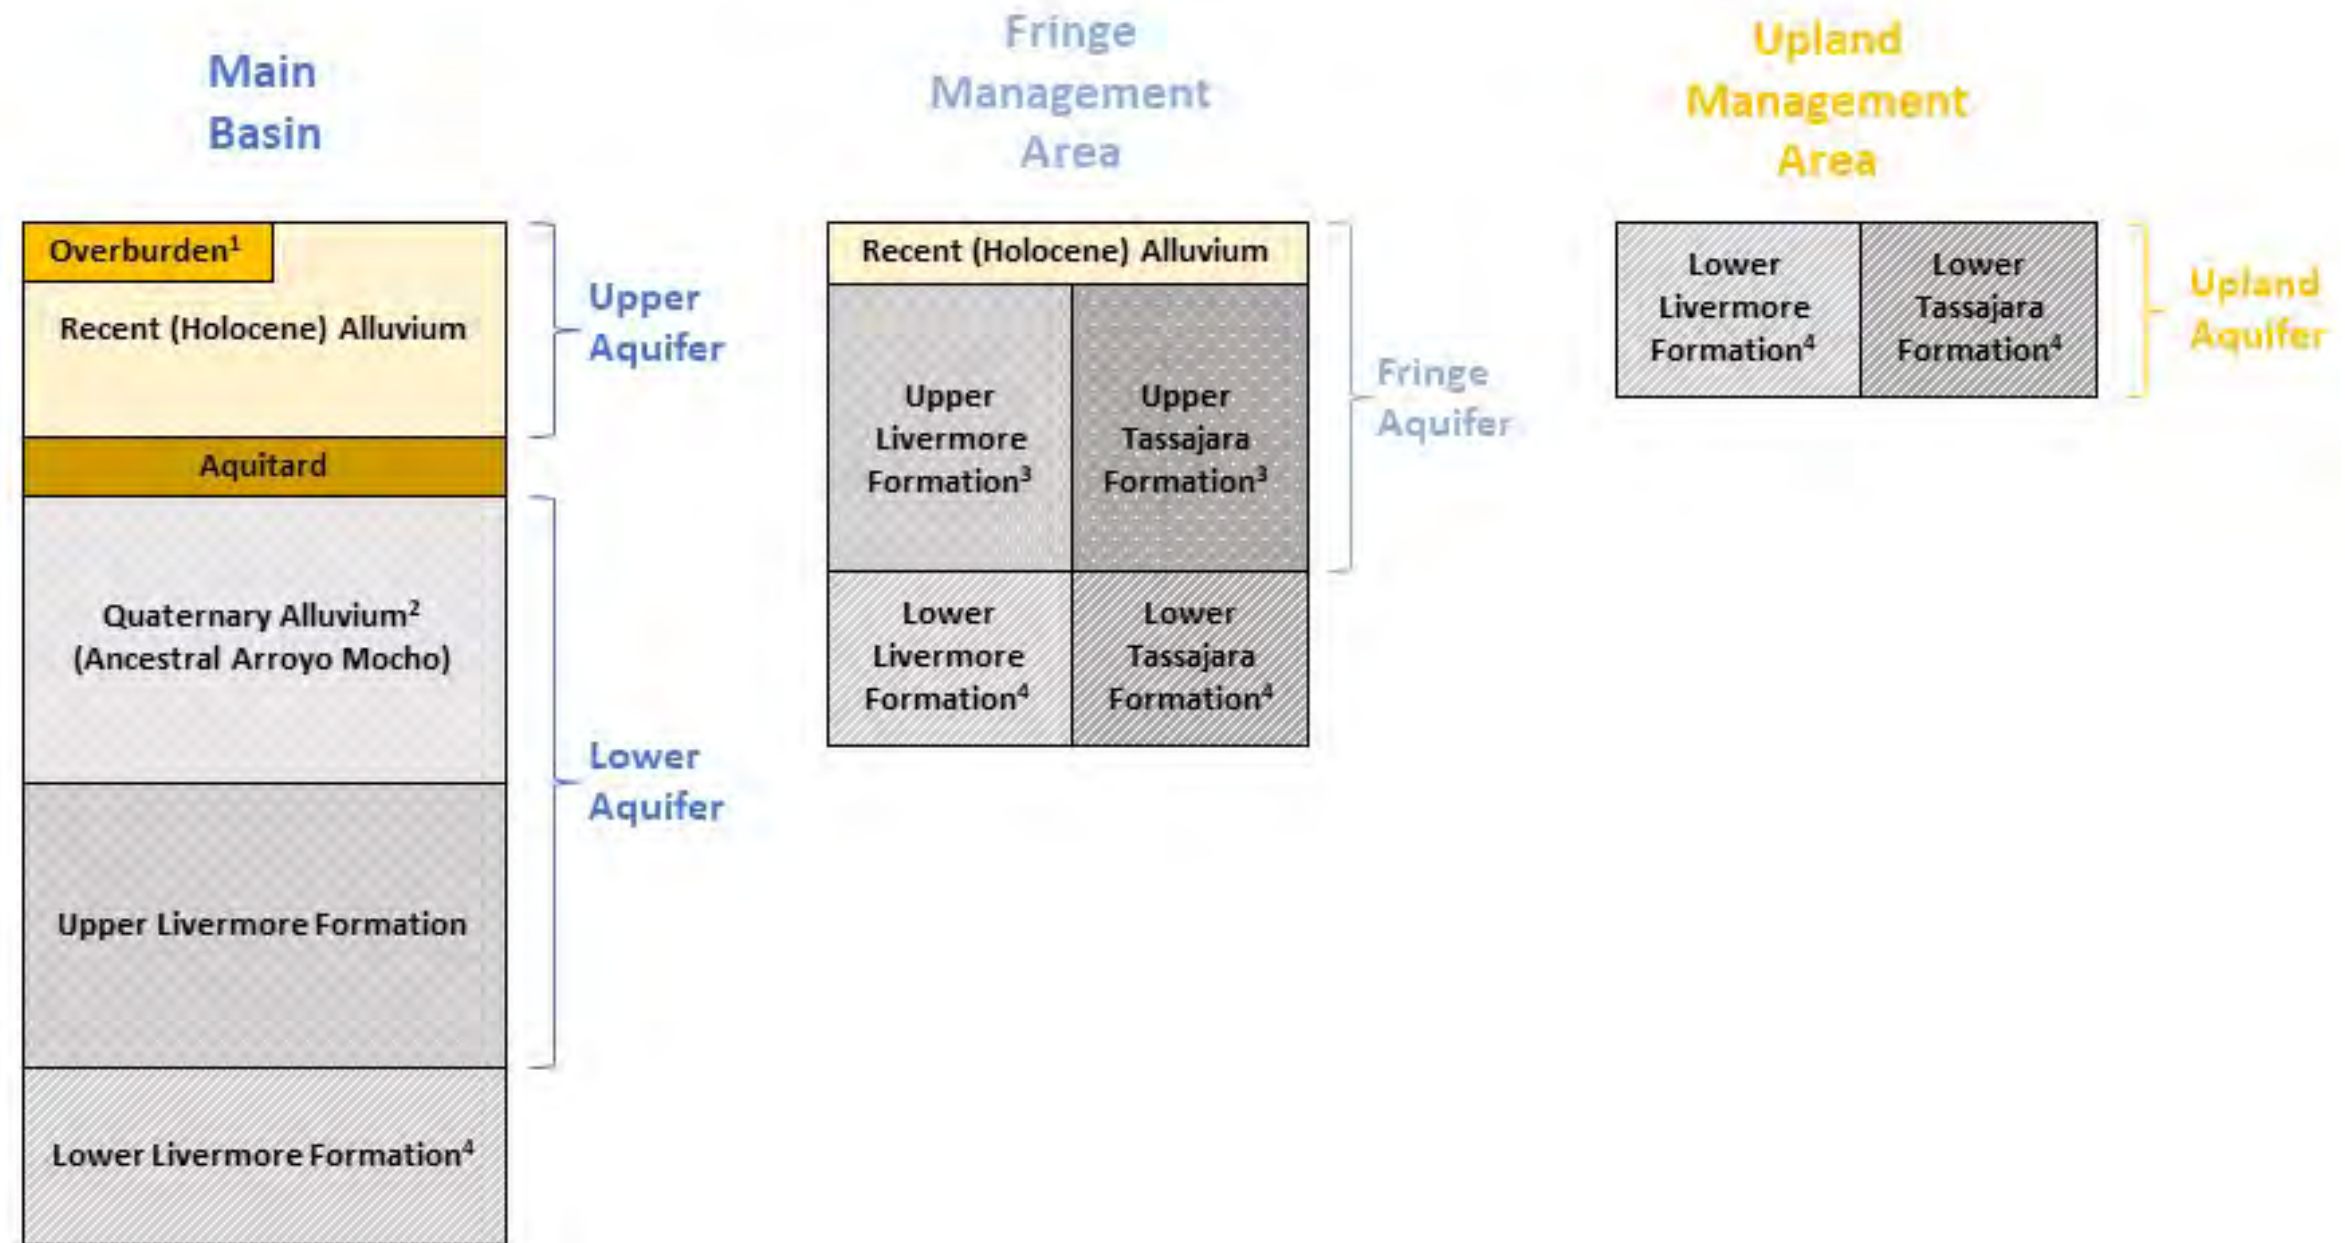 Main
Basin
Overburden¹
Recent (Holocene) Alluvium
Upper
Aquifer
Aquitard
Quaternary Alluvium²
(Ancestral Arroyo Mocho)
Lower
Aquifer
Upper Livermore Formation
Lower Livermore Formation⁴
Fringe
Management
Area
Recent (Holocene) Alluvium
Upper
Livermore
Formation³
Upper
Tassajara
Formation³
Fringe
Aquifer
Lower
Livermore
Formation⁴
Lower
Tassajara
Formation⁴
Upland
Management
Area
Lower
Livermore
Formation⁴
Lower
Tassajara
Formation⁴
Upland
Aquifer